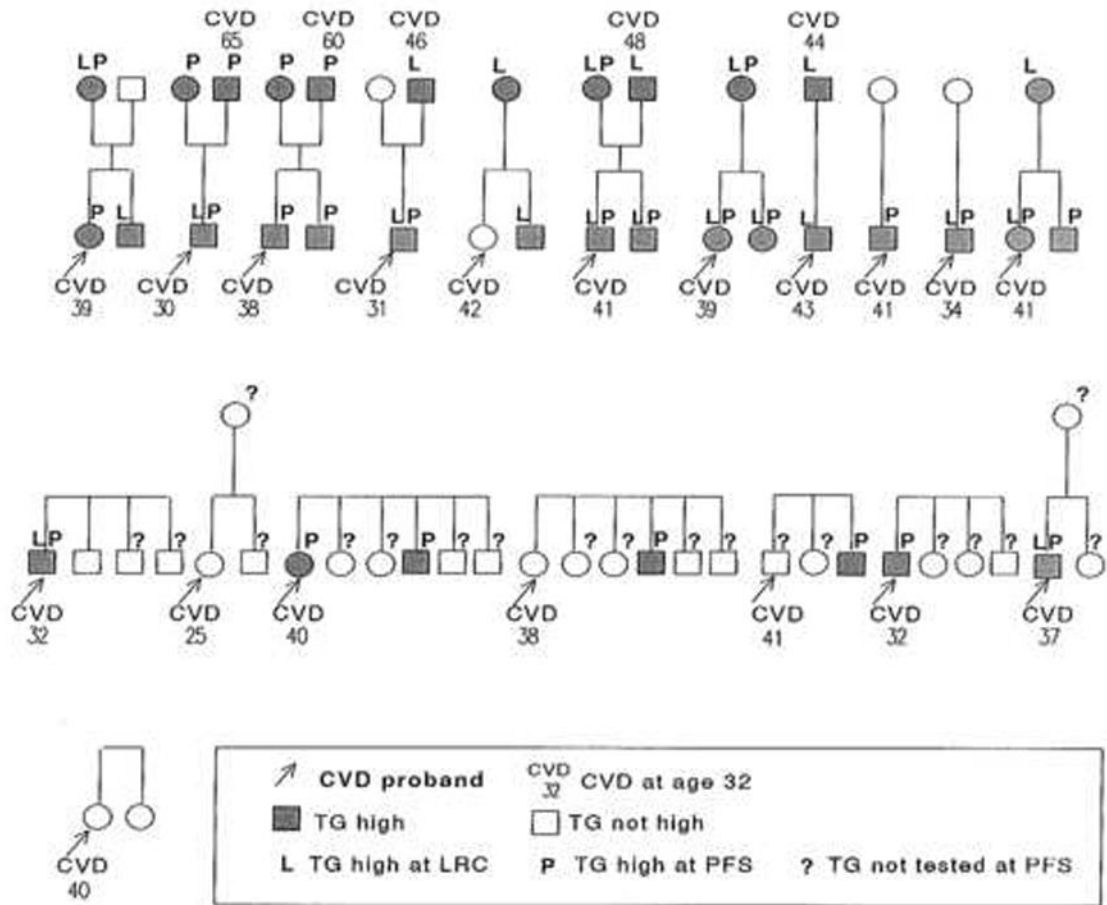 CVD CVD CVD CVD CVD
65 60 46 48 44
LP P P P P L L LP L LP L L
P L LP P P LP L LP LP LP LP L P LP LP P
CVD CVD CVD CVD CVD CVD CVD CVD CVD CVD CVD
39 30 38 31 42 41 39 43 41 34 41
? ?
LP ? ? ? P ? ? P ? ? ? ? P ? ? ? ? P P ? ? ? LP ?
CVD CVD CVD CVD CVD CVD CVD
32 25 40 38 41 32 37
CVD proband CVD 32 CVD at age 32
TG high TG not high
L TG high at LRC P TG high at PFS ? TG not tested at PFS
CVD
40